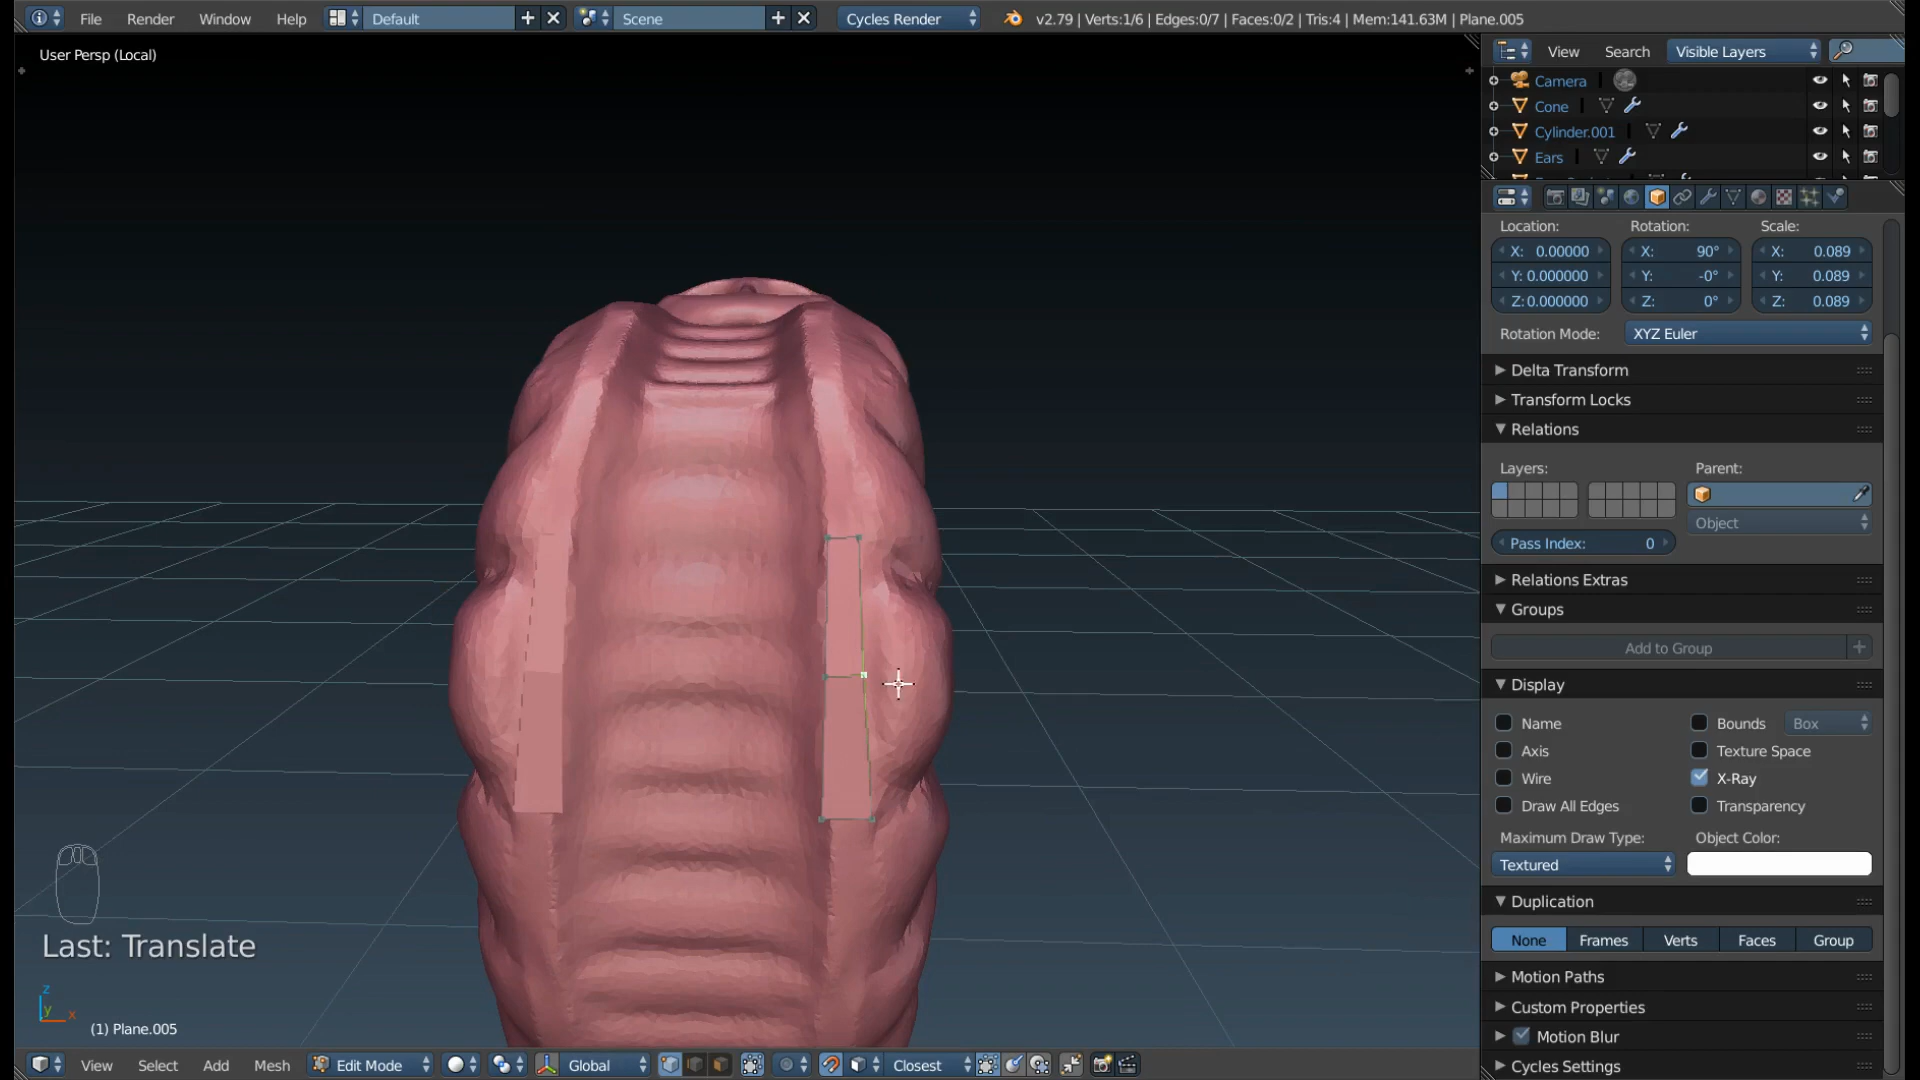 File Render Window Help Default Scene Cycles Render v2.79 | Verts:1/6 | Edges:0/7 | Faces:0/2 | Tris:4 | Mem:141.63M | Plane.005
User Persp (Local)
View Search Visible Layers
Camera
Cone
Cylinder.001
Ears
Location: Rotation: Scale:
X: 0.00000 X: 90° X: 0.089
Y: 0.000000 Y: -0° Y: 0.089
Z: 0.000000 Z: 0° Z: 0.089
Rotation Mode: XYZ Euler
Delta Transform
Transform Locks
Relations
Layers: Parent:
Object
Pass Index: 0
Relations Extras
Groups
Add to Group
Display
Name Bounds Box
Axis Texture Space
Wire X-Ray
Draw All Edges Transparency
Maximum Draw Type: Object Color:
Textured
Duplication
None Frames Verts Faces Group
Motion Paths
Custom Properties
Motion Blur
Cycles Settings
Last: Translate
z
y x
(1) Plane.005
View Select Add Mesh Edit Mode Global Closest